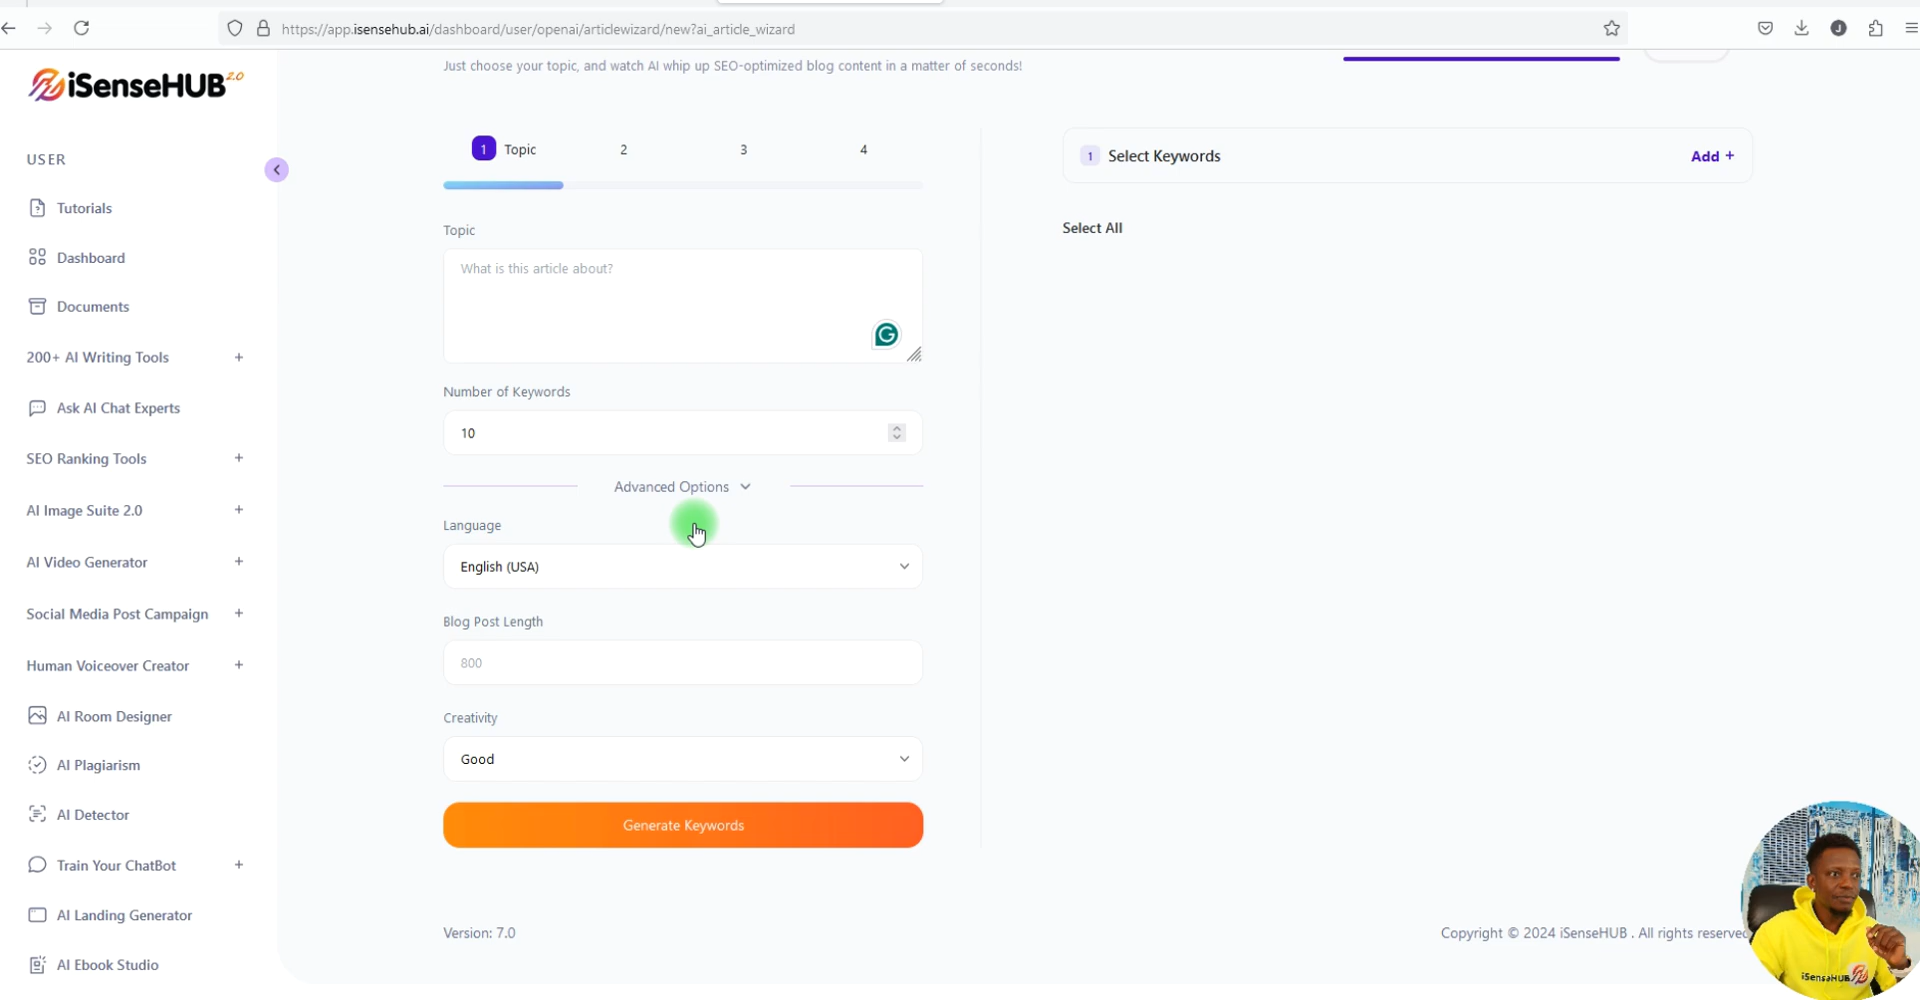 https://app.isensehub.ai/dashboard/user/openai/articlewizard/new?ai_article_wizard
J
iSenseHUB 2.0
Just choose your topic, and watch AI whip up SEO-optimized blog content in a matter of seconds!
USER
Tutorials
Dashboard
Documents
200+ AI Writing Tools +
Ask AI Chat Experts
SEO Ranking Tools +
AI Image Suite 2.0 +
AI Video Generator +
Social Media Post Campaign +
Human Voiceover Creator +
AI Room Designer
AI Plagiarism
AI Detector
Train Your ChatBot +
AI Landing Generator
AI Ebook Studio
1 Topic 2 3 4
Topic
What is this article about?
G
Number of Keywords
10
Advanced Options
Language
English (USA)
Blog Post Length
800
Creativity
Good
Generate Keywords
1 Select Keywords Add +
Select All
Version: 7.0
Copyright © 2024 iSenseHUB . All rights reserved
iSenseHUB